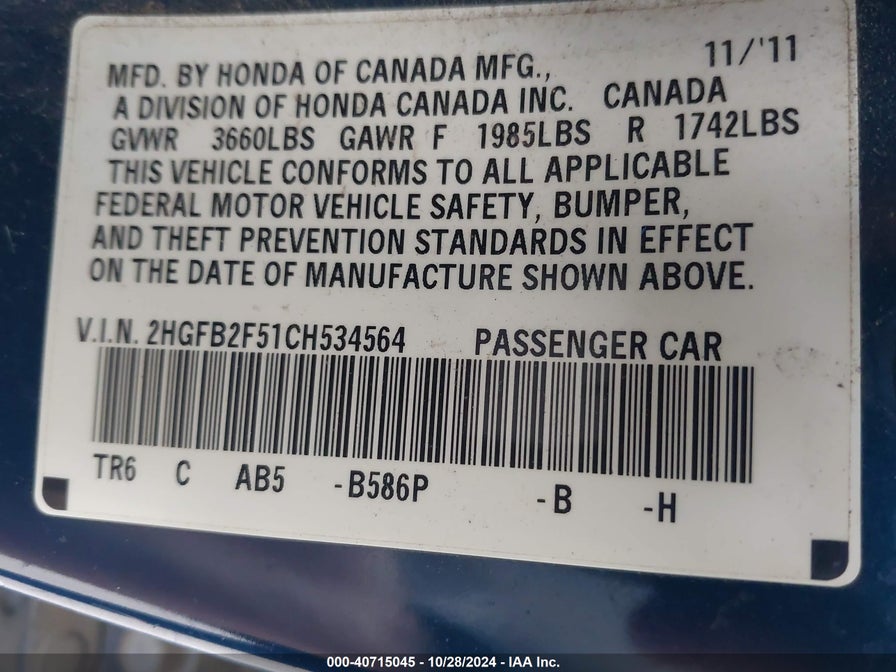 11/'11
MFD. BY HONDA OF CANADA MFG.,
A DIVISION OF HONDA CANADA INC. CANADA
GVWR 3660LBS GAWR F 1985LBS R 1742LBS
THIS VEHICLE CONFORMS TO ALL APPLICABLE
FEDERAL MOTOR VEHICLE SAFETY, BUMPER,
AND THEFT PREVENTION STANDARDS IN EFFECT
ON THE DATE OF MANUFACTURE SHOWN ABOVE.
V.I.N. 2HGFB2F51CH534564 PASSENGER CAR
TR6 C AB5 -B586P -B -H
000-40715045 - 10/28/2024 - IAA Inc.